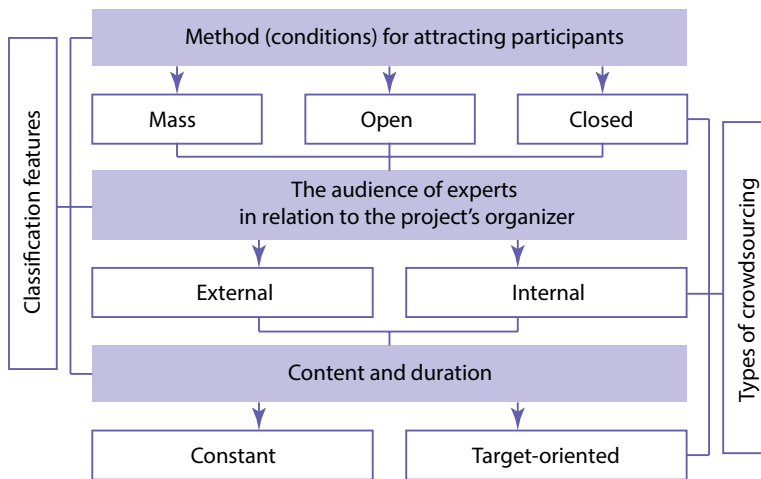 Classification features
Method (conditions) for attracting participants
Mass
Open
Closed
The audience of experts
in relation to the project's organizer
External
Internal
Content and duration
Constant
Target-oriented
Types of crowdsourcing